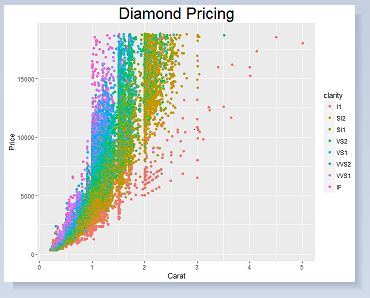 Diamond Pricing
15000
10000
5000
0
Price
0
1
2
3
4
5
Carat
clarity
I1
SI2
SI1
VS2
VS1
VVS2
VVS1
IF